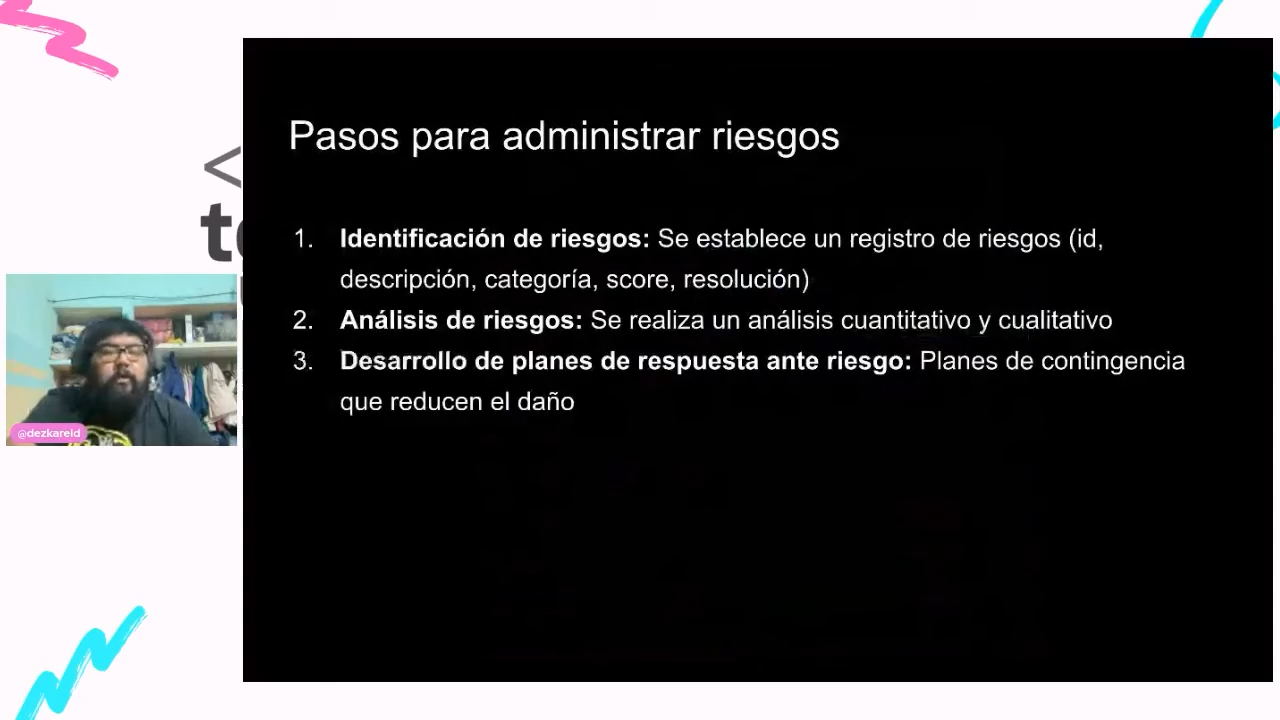 Pasos para administrar riesgos
1. Identificación de riesgos: Se establece un registro de riesgos (id,
descripción, categoría, score, resolución)
2. Análisis de riesgos: Se realiza un análisis cuantitativo y cualitativo
3. Desarrollo de planes de respuesta ante riesgo: Planes de contingencia
que reducen el daño
<
@dezkareid